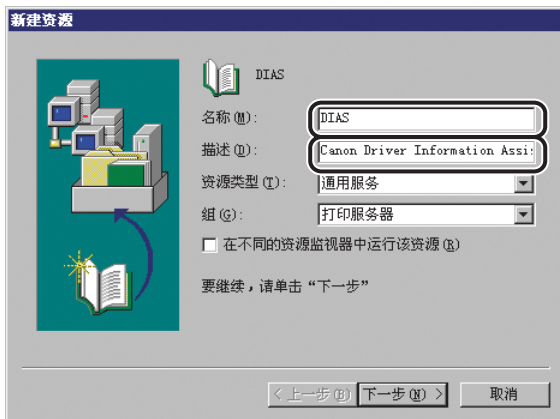 新建资源
DIAS
名称(M): DIAS
描述(D): Canon Driver Information Assi
资源类型(T): 通用服务
组(G): 打印服务器
在不同的资源监视器中运行该资源(R)
要继续，请单击“下一步”
< 上一步(B) 下一步(N) > 取消